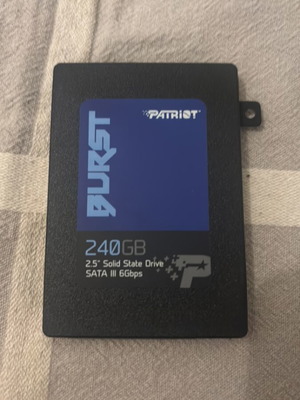 PATRIOT
BURST
240GB
2.5" Solid State Drive
SATA III 6Gbps
P